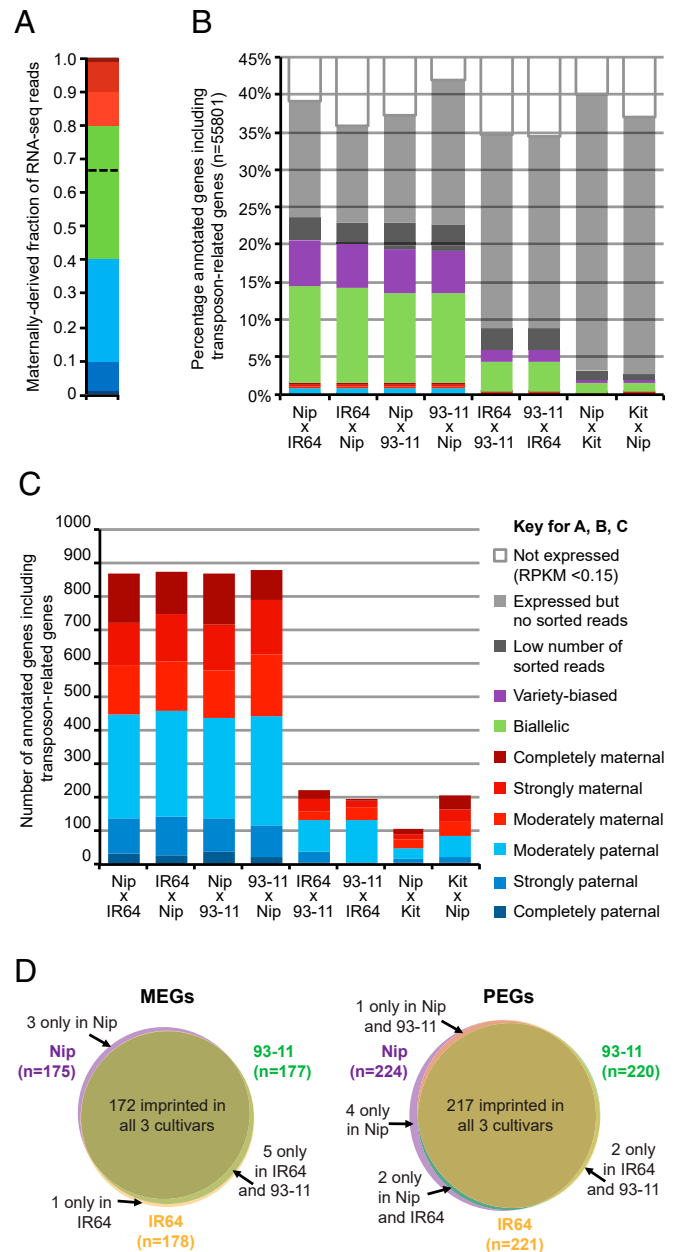 A
Maternally-derived fraction of RNA-seq reads
1.0
0.9
0.8
0.7
0.6
0.5
0.4
0.3
0.2
0.1
0
B
Percentage annotated genes including
transposon-related genes (n=55801)
45%
40%
35%
30%
25%
20%
15%
10%
5%
0%
Nip
x
IR64
IR64
x
Nip
Nip
x
93-11
93-11
x
Nip
IR64
x
93-11
93-11
x
IR64
Nip
x
Kit
Kit
x
Nip
C
Number of annotated genes including
transposon-related genes
1000
900
800
700
600
500
400
300
200
100
0
Nip
x
IR64
IR64
x
Nip
Nip
x
93-11
93-11
x
Nip
IR64
x
93-11
93-11
x
IR64
Nip
x
Kit
Kit
x
Nip
Key for A, B, C
Not expressed
(RPKM <0.15)
Expressed but
no sorted reads
Low number of
sorted reads
Variety-biased
Biallelic
Completely maternal
Strongly maternal
Moderately maternal
Moderately paternal
Strongly paternal
Completely paternal
D
MEGs
3 only in Nip
Nip
(n=175)
93-11
(n=177)
172 imprinted in
all 3 cultivars
5 only
in IR64
and 93-11
1 only in
IR64
IR64
(n=178)
PEGs
1 only in Nip
and 93-11
Nip
(n=224)
93-11
(n=220)
217 imprinted in
all 3 cultivars
4 only
in Nip
2 only
in Nip
and IR64
2 only
in IR64
and 93-11
IR64
(n=221)